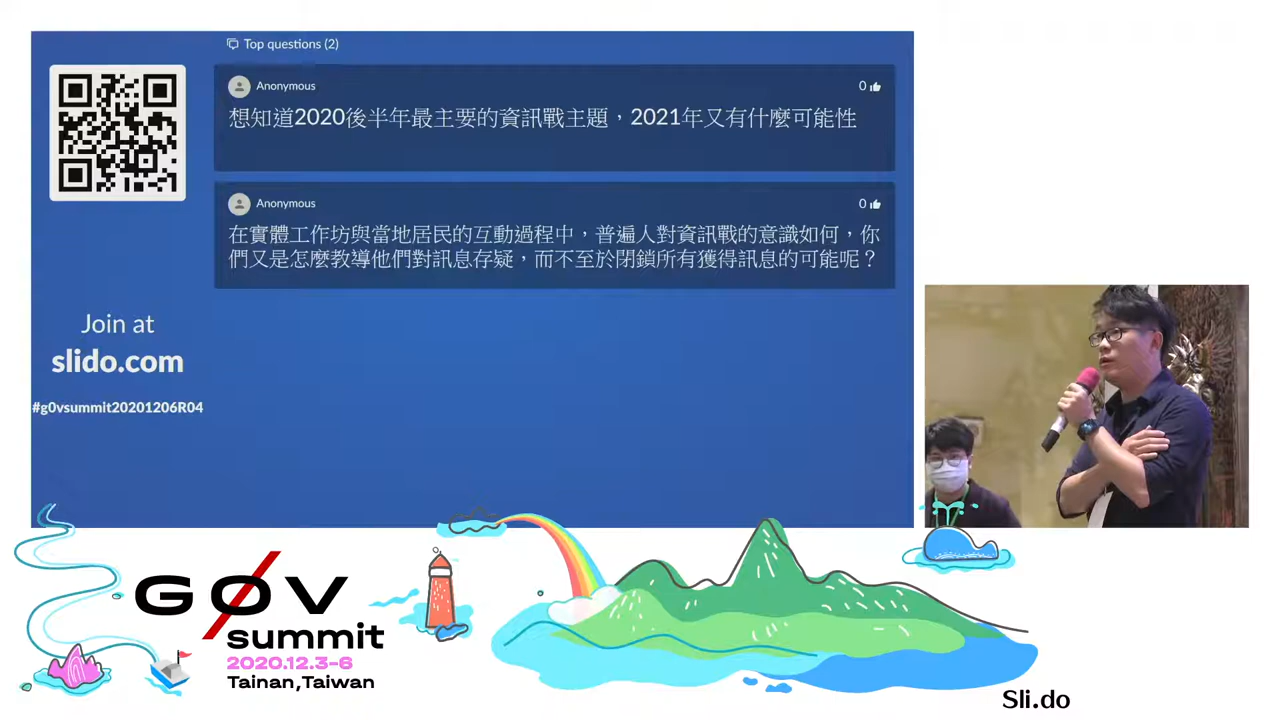 Top questions (2)
Anonymous
0
想知道2020後半年最主要的資訊戰主題，2021年又有什麼可能性
Anonymous
0
在實體工作坊與當地居民的互動過程中，普遍人對資訊戰的意識如何，你
們又是怎麼教導他們對訊息存疑，而不至於閉鎖所有獲得訊息的可能呢？
Join at
slido.com
#g0vsummit20201206R04
G0V
summit
2020.12.3-6
Tainan,Taiwan
Sli.do